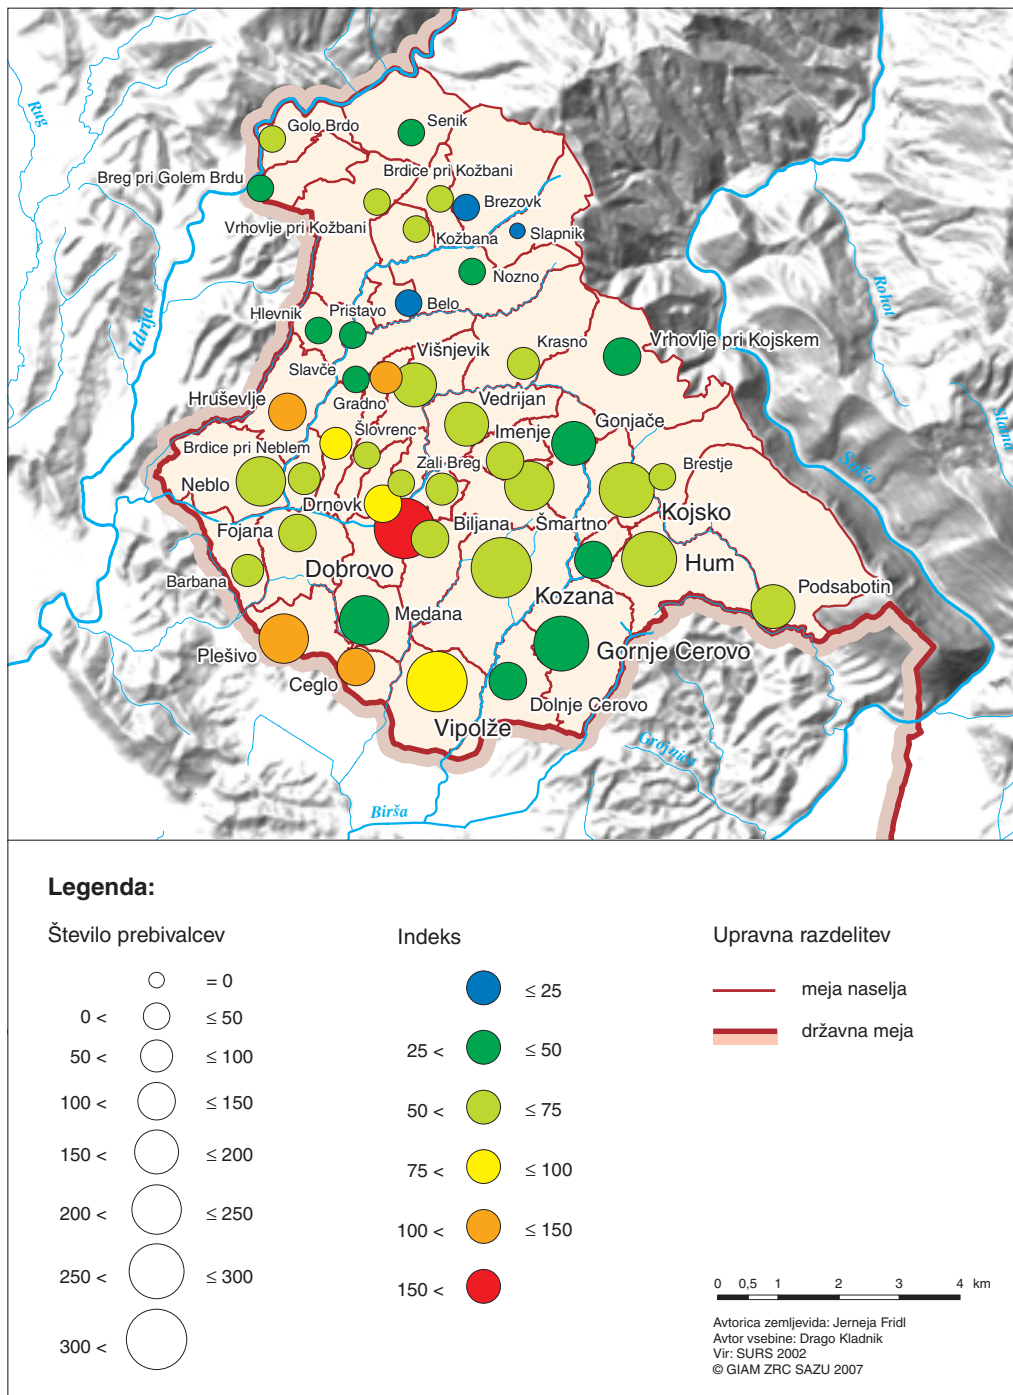 Rug
Golo Brdo
Senik
Breg pri Golem Brdu
Brdice pri Kožbani
Brezovk
Vrhovlje pri Kožbani
Kožbana
Slapnik
Nozno
Idrija
Rohot
Hlevnik
Pristavo
Belo
Višnjevik
Krasno
Vrhovlje pri Kojskem
Slavče
Gradno
Hruševlje
Vedrijan
Gonjače
Slama
Šlovrenc
Imenje
Brdice pri Neblem
Zali Breg
Brestje
Soča
Neblo
Drnovk
Kojsko
Fojana
Biljana
Šmartno
Barbana
Dobrovo
Hum
Podsabotin
Kozana
Medana
Plešivo
Gornje Cerovo
Ceglo
Dolnje Cerovo
Vipolže
Grojnica
Birša
Legenda:
Število prebivalcev
= 0
0 < ≤ 50
50 < ≤ 100
100 < ≤ 150
150 < ≤ 200
200 < ≤ 250
250 < ≤ 300
300 <
Indeks
≤ 25
25 < ≤ 50
50 < ≤ 75
75 < ≤ 100
100 < ≤ 150
150 <
Upravna razdelitev
meja naselja
državna meja
0 0,5 1 2 3 4 km
Avtorica zemljevida: Jerneja Fridl
Avtor vsebine: Drago Kladnik
Vir: SURS 2002
© GIAM ZRC SAZU 2007